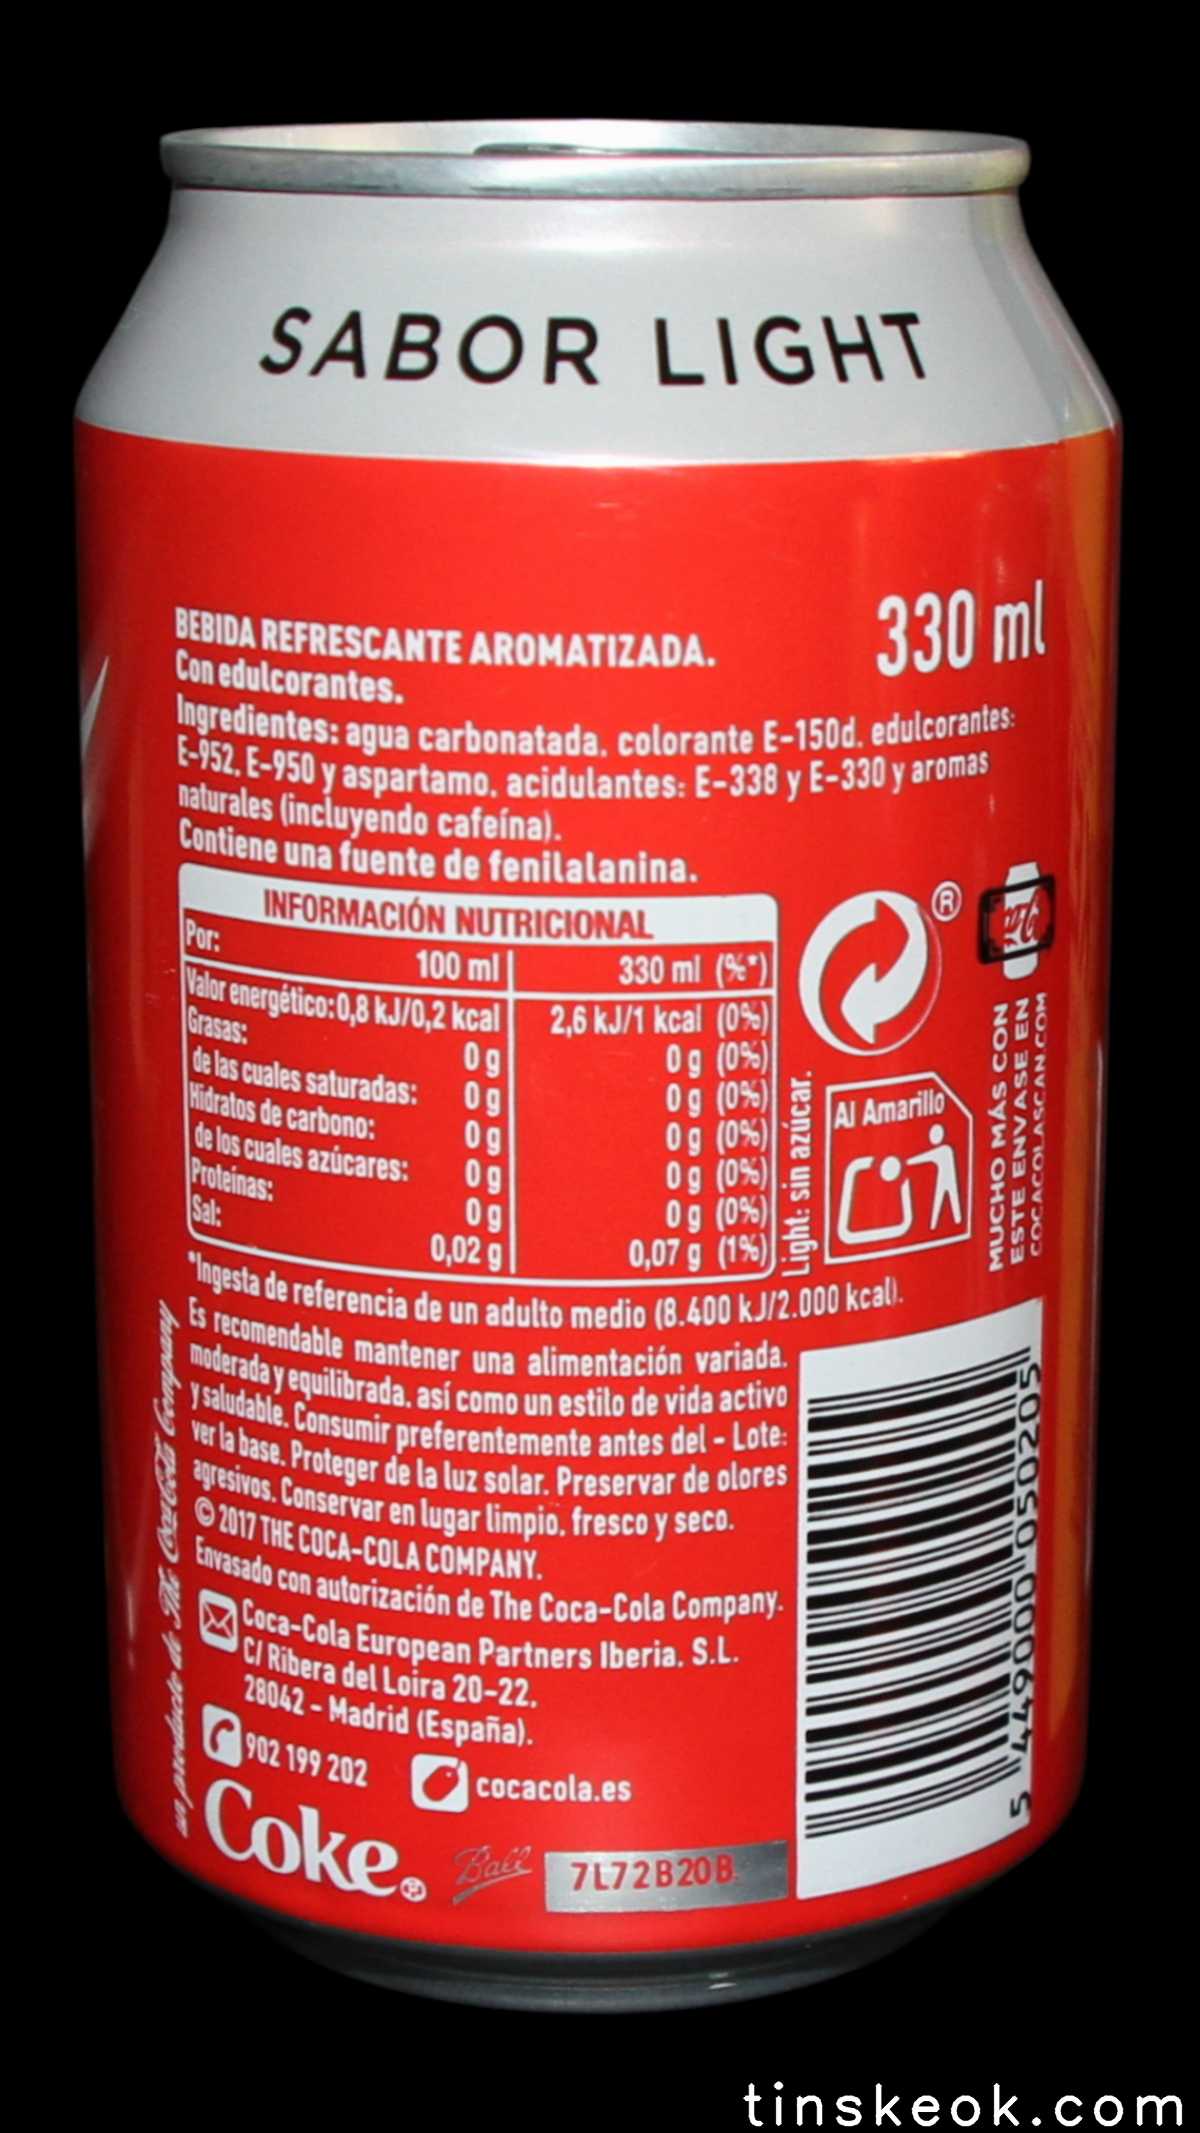 SABOR LIGHT
330 ml
BEBIDA REFRESCANTE AROMATIZADA.
Con edulcorantes.
Ingredientes: agua carbonatada, colorante E-150d, edulcorantes:
E-952, E-950 y aspartamo, acidulantes: E-338 y E-330 y aromas
naturales (incluyendo cafeína).
Contiene una fuente de fenilalanina.
INFORMACIÓN NUTRICIONAL
Por: 100 ml 330 ml (%*)
Valor energético: 0,8 kJ/0,2 kcal 2,6 kJ/1 kcal (0%)
Grasas: 0 g 0 g (0%)
de las cuales saturadas: 0 g 0 g (0%)
Hidratos de carbono: 0 g 0 g (0%)
de los cuales azúcares: 0 g 0 g (0%)
Proteínas: 0 g 0 g (0%)
Sal: 0,02 g 0,07 g (1%)
Light: sin azúcar.
®
Al Amarillo
MUCHO MÁS CON
ESTE ENVASE EN
COCACOLASCAN.COM
*Ingesta de referencia de un adulto medio (8.400 kJ/2.000 kcal).
Es recomendable mantener una alimentación variada,
moderada y equilibrada, así como un estilo de vida activo
y saludable. Consumir preferentemente antes del - Lote:
ver la base. Proteger de la luz solar. Preservar de olores
agresivos. Conservar en lugar limpio, fresco y seco.
© 2017 THE COCA-COLA COMPANY.
Envasado con autorización de The Coca-Cola Company.
Coca-Cola European Partners Iberia, S.L.
C/ Ribera del Loira 20-22,
28042 - Madrid (España).
902 199 202
cocacola.es
un producto de The Coca-Cola Company
Coke
Ball
7L72B20B
5 449000 050205
tinskeok.com